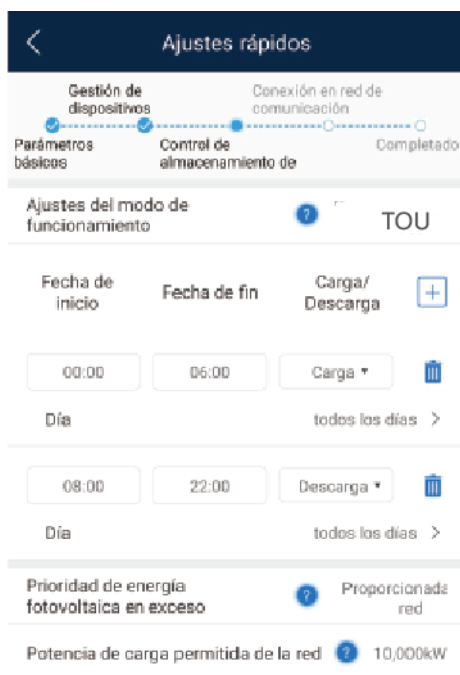 Ajustes rápidos
Gestión de
dispositivos
Conexión en red de
comunicación
Parámetros
básicos
Control de
almacenamiento de
Completado
Ajustes del modo de
funcionamiento
? TOU
Fecha de
inicio
Fecha de fin
Carga/
Descarga
00:00 06:00 Carga
Día todos los días >
08:00 22:00 Descarga
Día todos los días >
Prioridad de energía
fotovoltaica en exceso
? Proporcionada
red
Potencia de carga permitida de la red ? 10,000kW